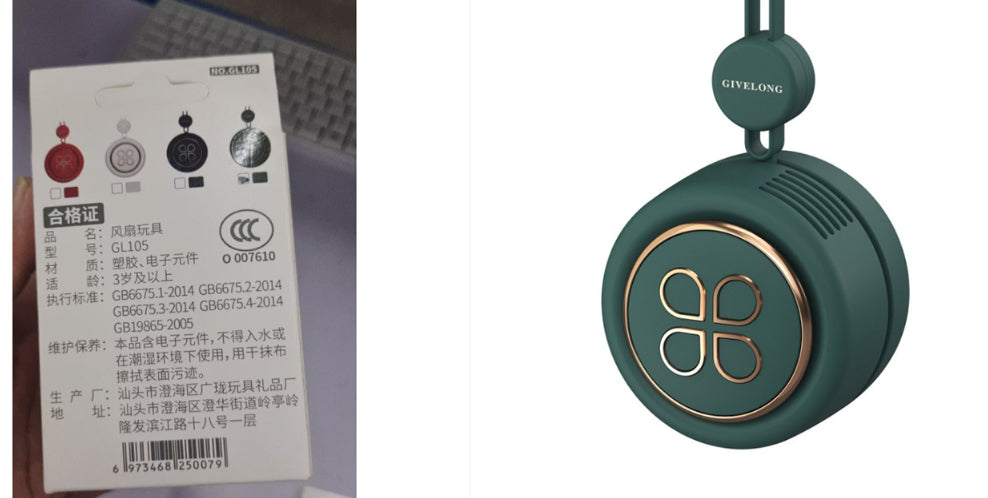 NO.GL105
合格证
品 名：风扇玩具
型 号：GL105
材 质：塑胶、电子元件
适 龄：3岁及以上
执行标准：GB6675.1-2014 GB6675.2-2014
GB6675.3-2014 GB6675.4-2014
GB19865-2005
维护保养：本品含电子元件，不得入水或
在潮湿环境下使用，用干抹布
擦拭表面污迹。
生 产 厂：汕头市澄海区广珑玩具礼品厂
地 址：汕头市澄海区澄华街道岭亭岭
隆发滨江路十八号一层
CCC
O 007610
6 973468 250079
GIVELONG